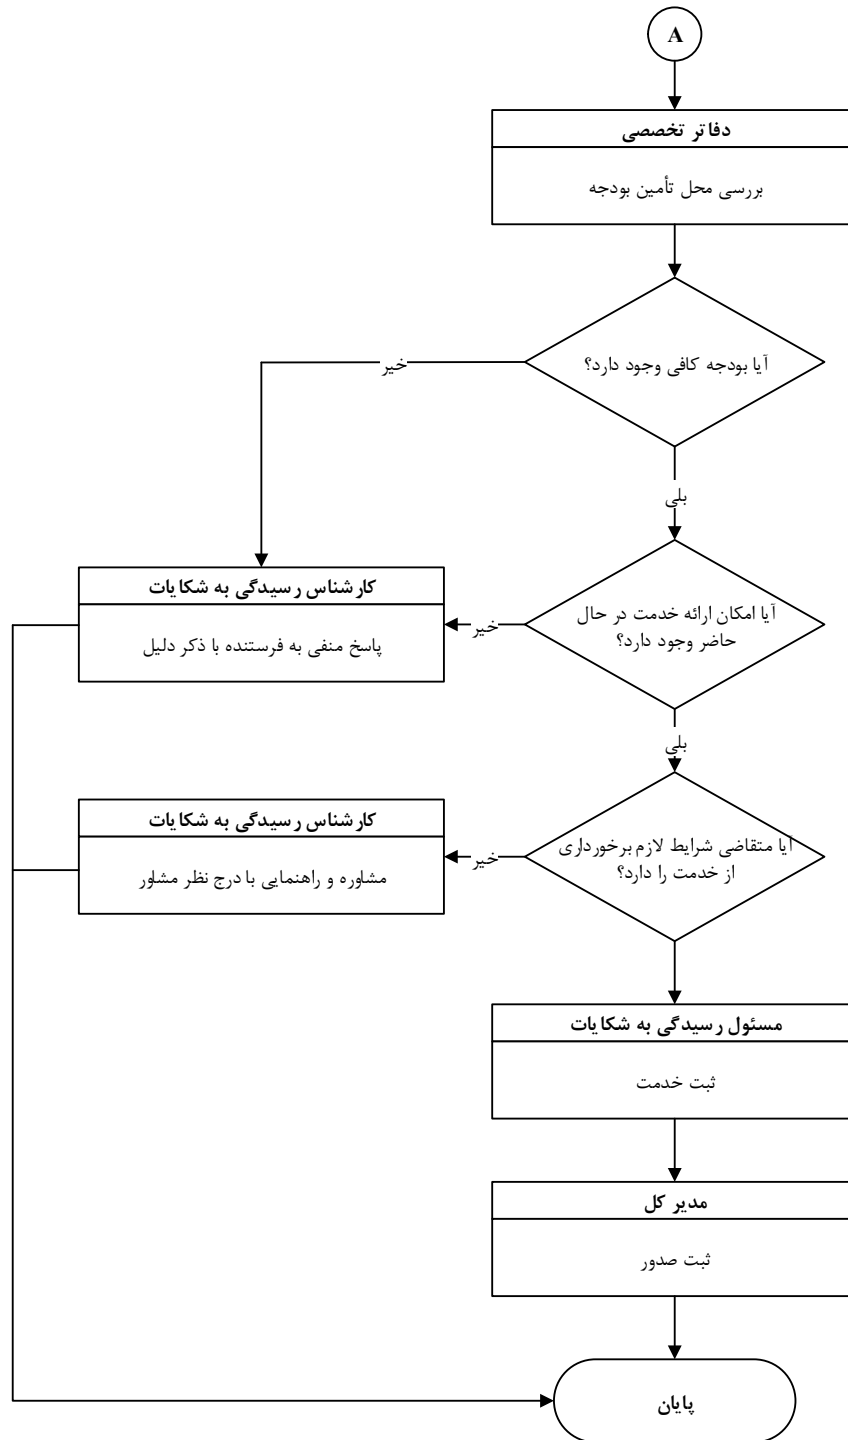 A
دفاتر تخصصی
بررسی محل تأمین بودجه
آیا بودجه کافی وجود دارد؟
خیر
بلی
کارشناس رسیدگی به شکایات
پاسخ منفی به فرستنده با ذکر دلیل
آیا امکان ارائه خدمت در حال
حاضر وجود دارد؟
خیر
بلی
کارشناس رسیدگی به شکایات
مشاوره و راهنمایی با درج نظر مشاور
آیا متقاضی شرایط لازم برخورداری
از خدمت را دارد؟
خیر
مسئول رسیدگی به شکایات
ثبت خدمت
مدیر کل
ثبت صدور
پایان